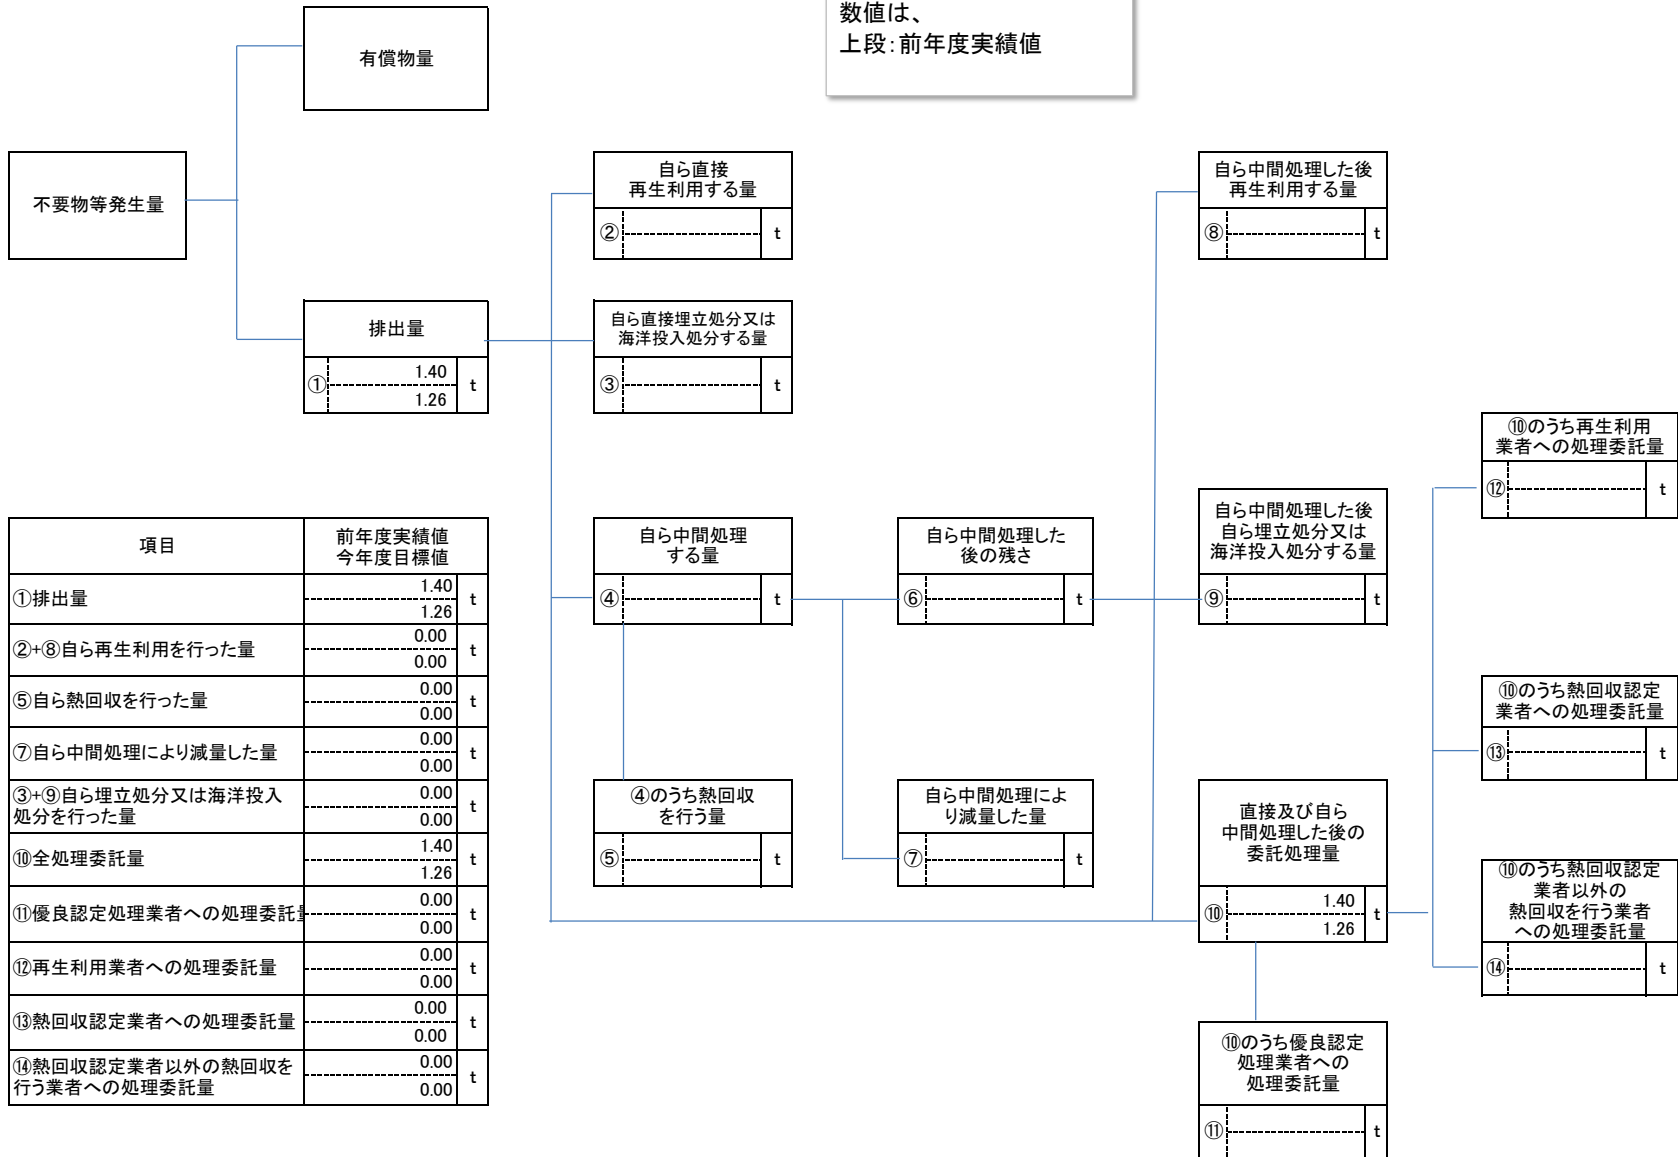 数値は、
上段：前年度実績値
有償物量
不要物等発生量
排出量
① 1.40 t
1.26
自ら直接
再生利用する量
② t
自ら直接埋立処分又は
海洋投入処分する量
③ t
自ら中間処理
する量
④ t
④のうち熱回収
を行う量
⑤ t
自ら中間処理した
後の残さ
⑥ t
自ら中間処理によ
り減量した量
⑦ t
自ら中間処理した後
再生利用する量
⑧ t
自ら中間処理した後
自ら埋立処分又は
海洋投入処分する量
⑨ t
直接及び自ら
中間処理した後の
委託処理量
⑩ 1.40 t
1.26
⑩のうち優良認定
処理業者への
処理委託量
⑪ t
⑩のうち再生利用
業者への処理委託量
⑫ t
⑩のうち熱回収認定
業者への処理委託量
⑬ t
⑩のうち熱回収認定
業者以外の
熱回収を行う業者
への処理委託量
⑭ t
項目 前年度実績値
今年度目標値
①排出量 1.40 t
1.26
②+⑧自ら再生利用を行った量 0.00 t
0.00
⑤自ら熱回収を行った量 0.00 t
0.00
⑦自ら中間処理により減量した量 0.00 t
0.00
③+⑨自ら埋立処分又は海洋投入
処分を行った量 0.00 t
0.00
⑩全処理委託量 1.40 t
1.26
⑪優良認定処理業者への処理委託 0.00 t
0.00
⑫再生利用業者への処理委託量 0.00 t
0.00
⑬熱回収認定業者への処理委託量 0.00 t
0.00
⑭熱回収認定業者以外の熱回収を
行う業者への処理委託量 0.00 t
0.00